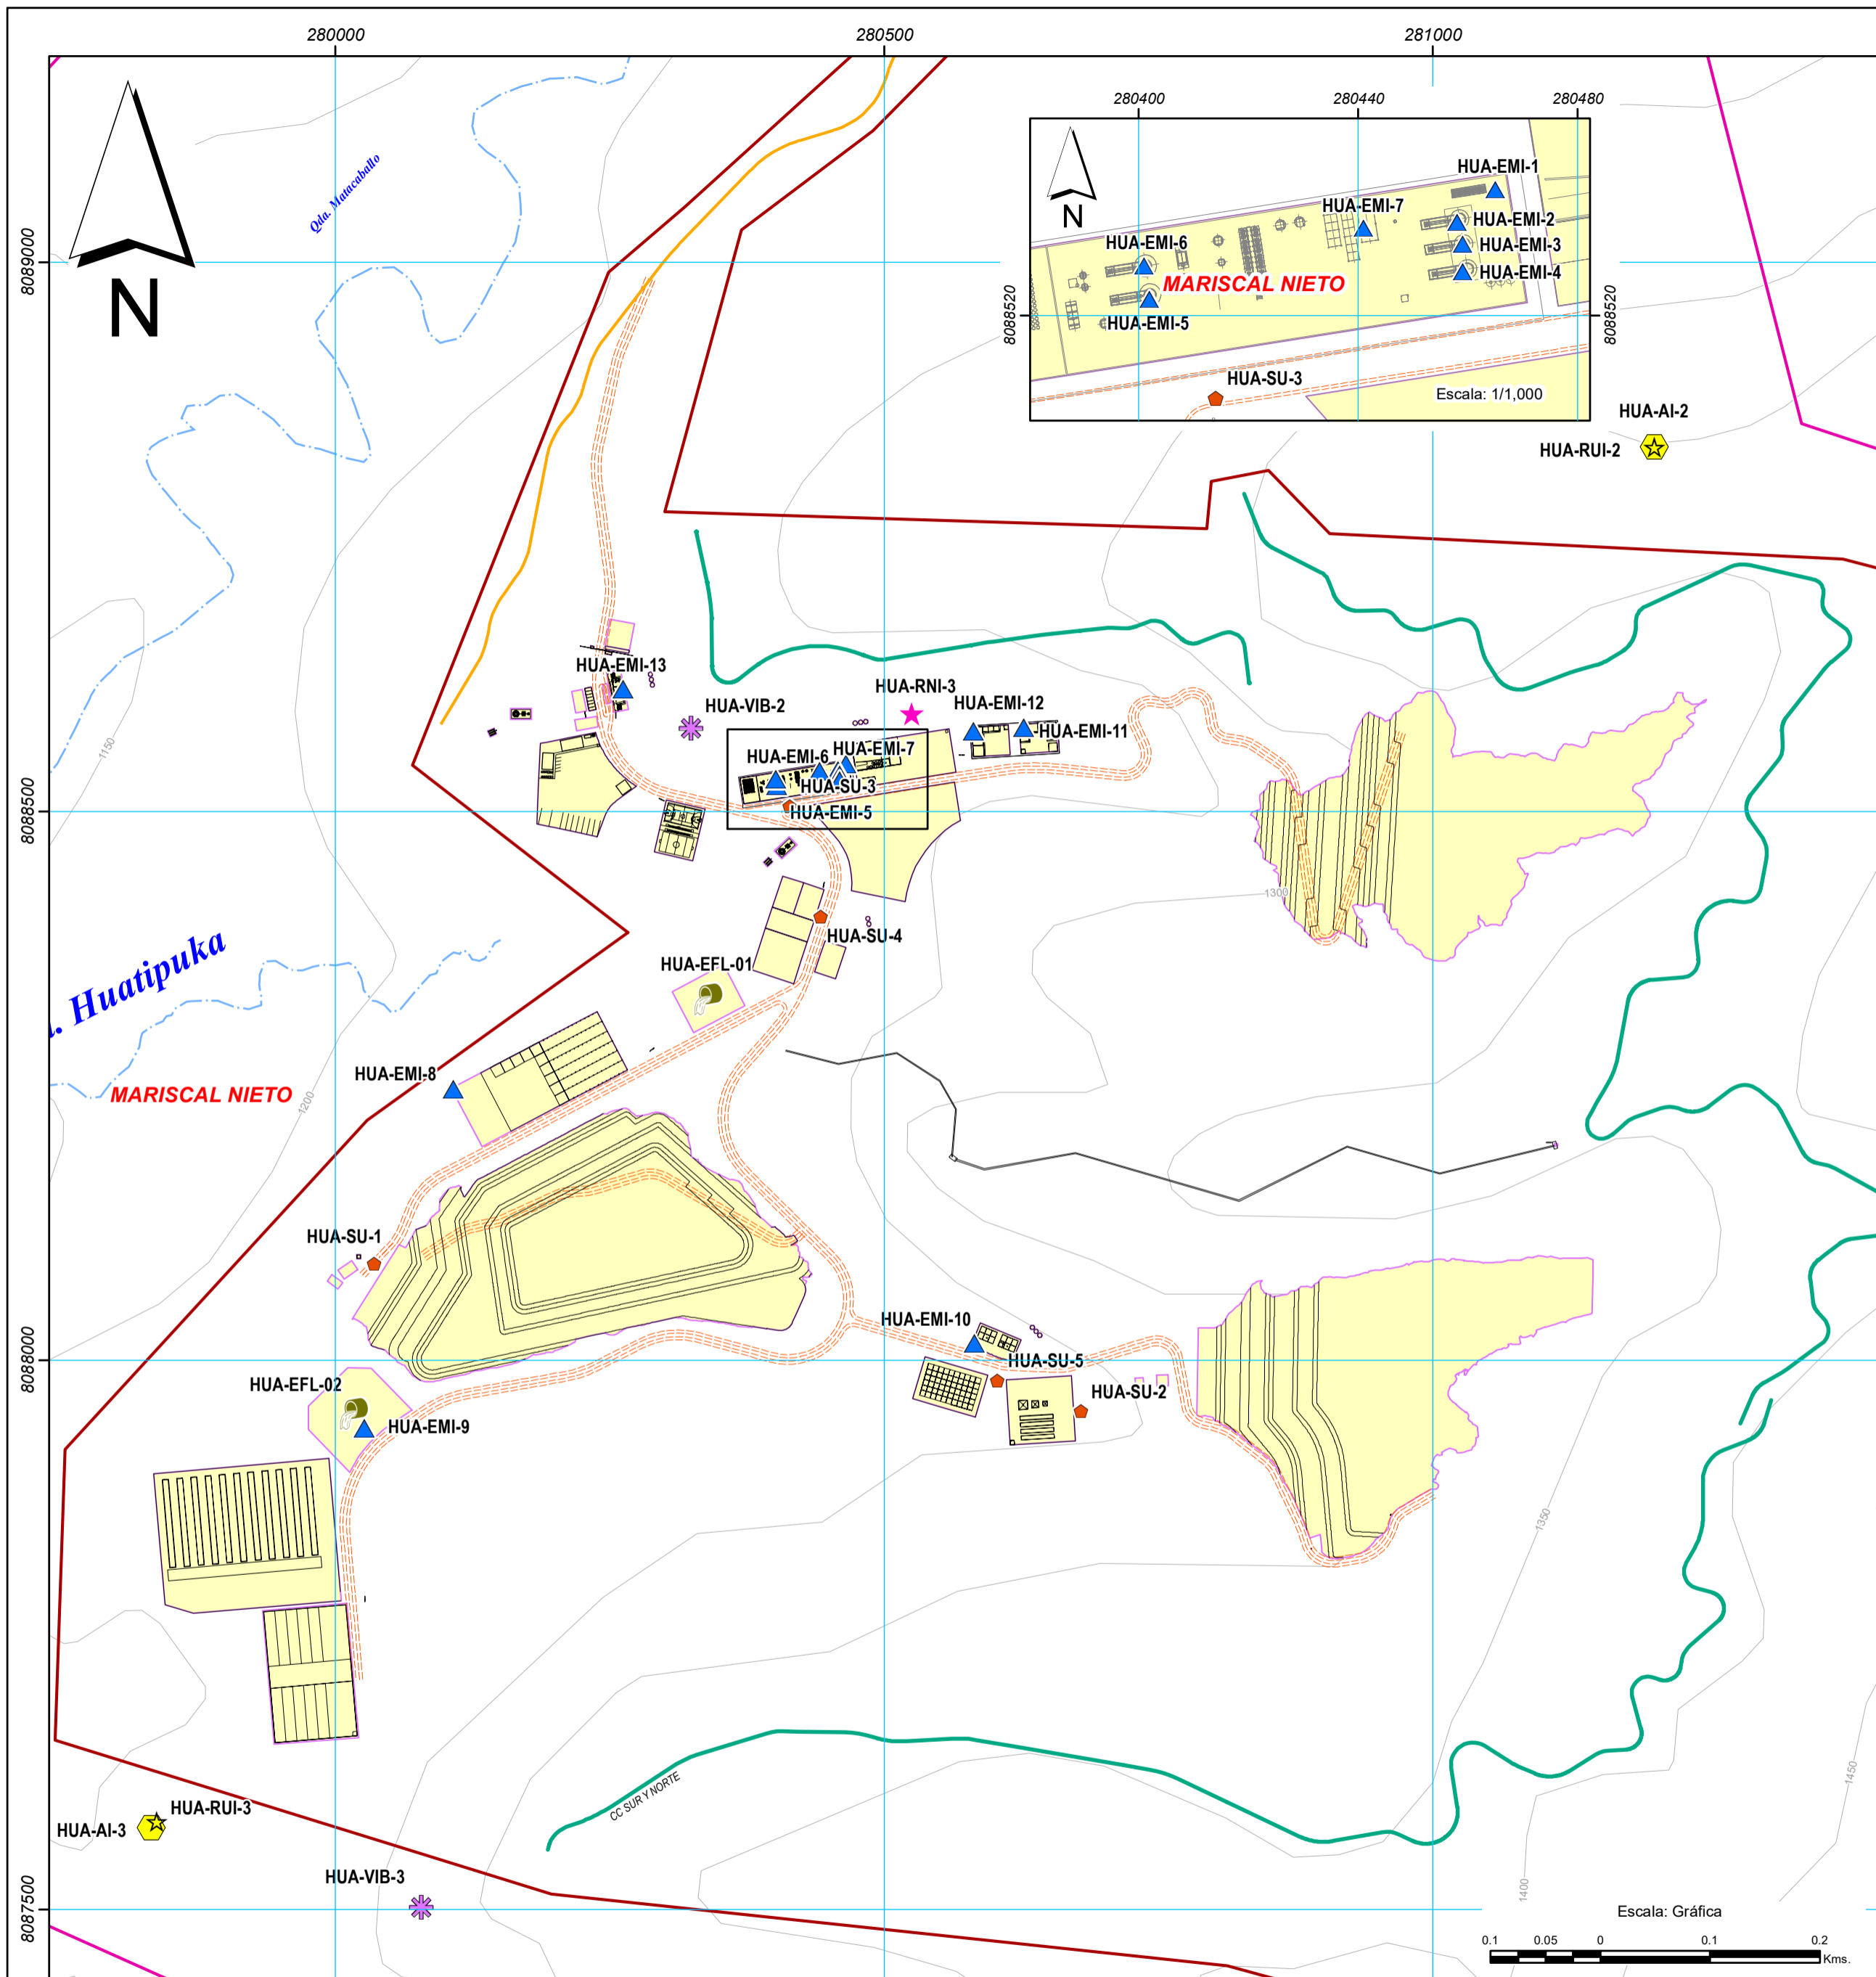 280000
280500
281000
280400
280440
280480
N
Qda. Matacaballo
8089000
N
HUA-EMI-1
HUA-EMI-7
HUA-EMI-2
HUA-EMI-6
HUA-EMI-3
HUA-EMI-4
MARISCAL NIETO
HUA-EMI-5
8088520
8088520
HUA-SU-3
Escala: 1/1,000
HUA-AI-2
HUA-RUI-2
HUA-EMI-13
HUA-VIB-2
HUA-RNI-3
HUA-EMI-12
HUA-EMI-11
1150
HUA-EMI-6
HUA-EMI-7
HUA-SU-3
HUA-EMI-5
8088500
1300
HUA-SU-4
HUA-EFL-01
. Huatipuka
HUA-EMI-8
MARISCAL NIETO
1200
HUA-SU-1
HUA-EMI-10
8088000
HUA-SU-5
HUA-EFL-02
HUA-SU-2
HUA-EMI-9
1350
CC SUR Y NORTE
1450
HUA-RUI-3
HUA-AI-3
HUA-VIB-3
1400
8087500
Escala: Gráfica
0.1 0.05 0 0.1 0.2
Kms.